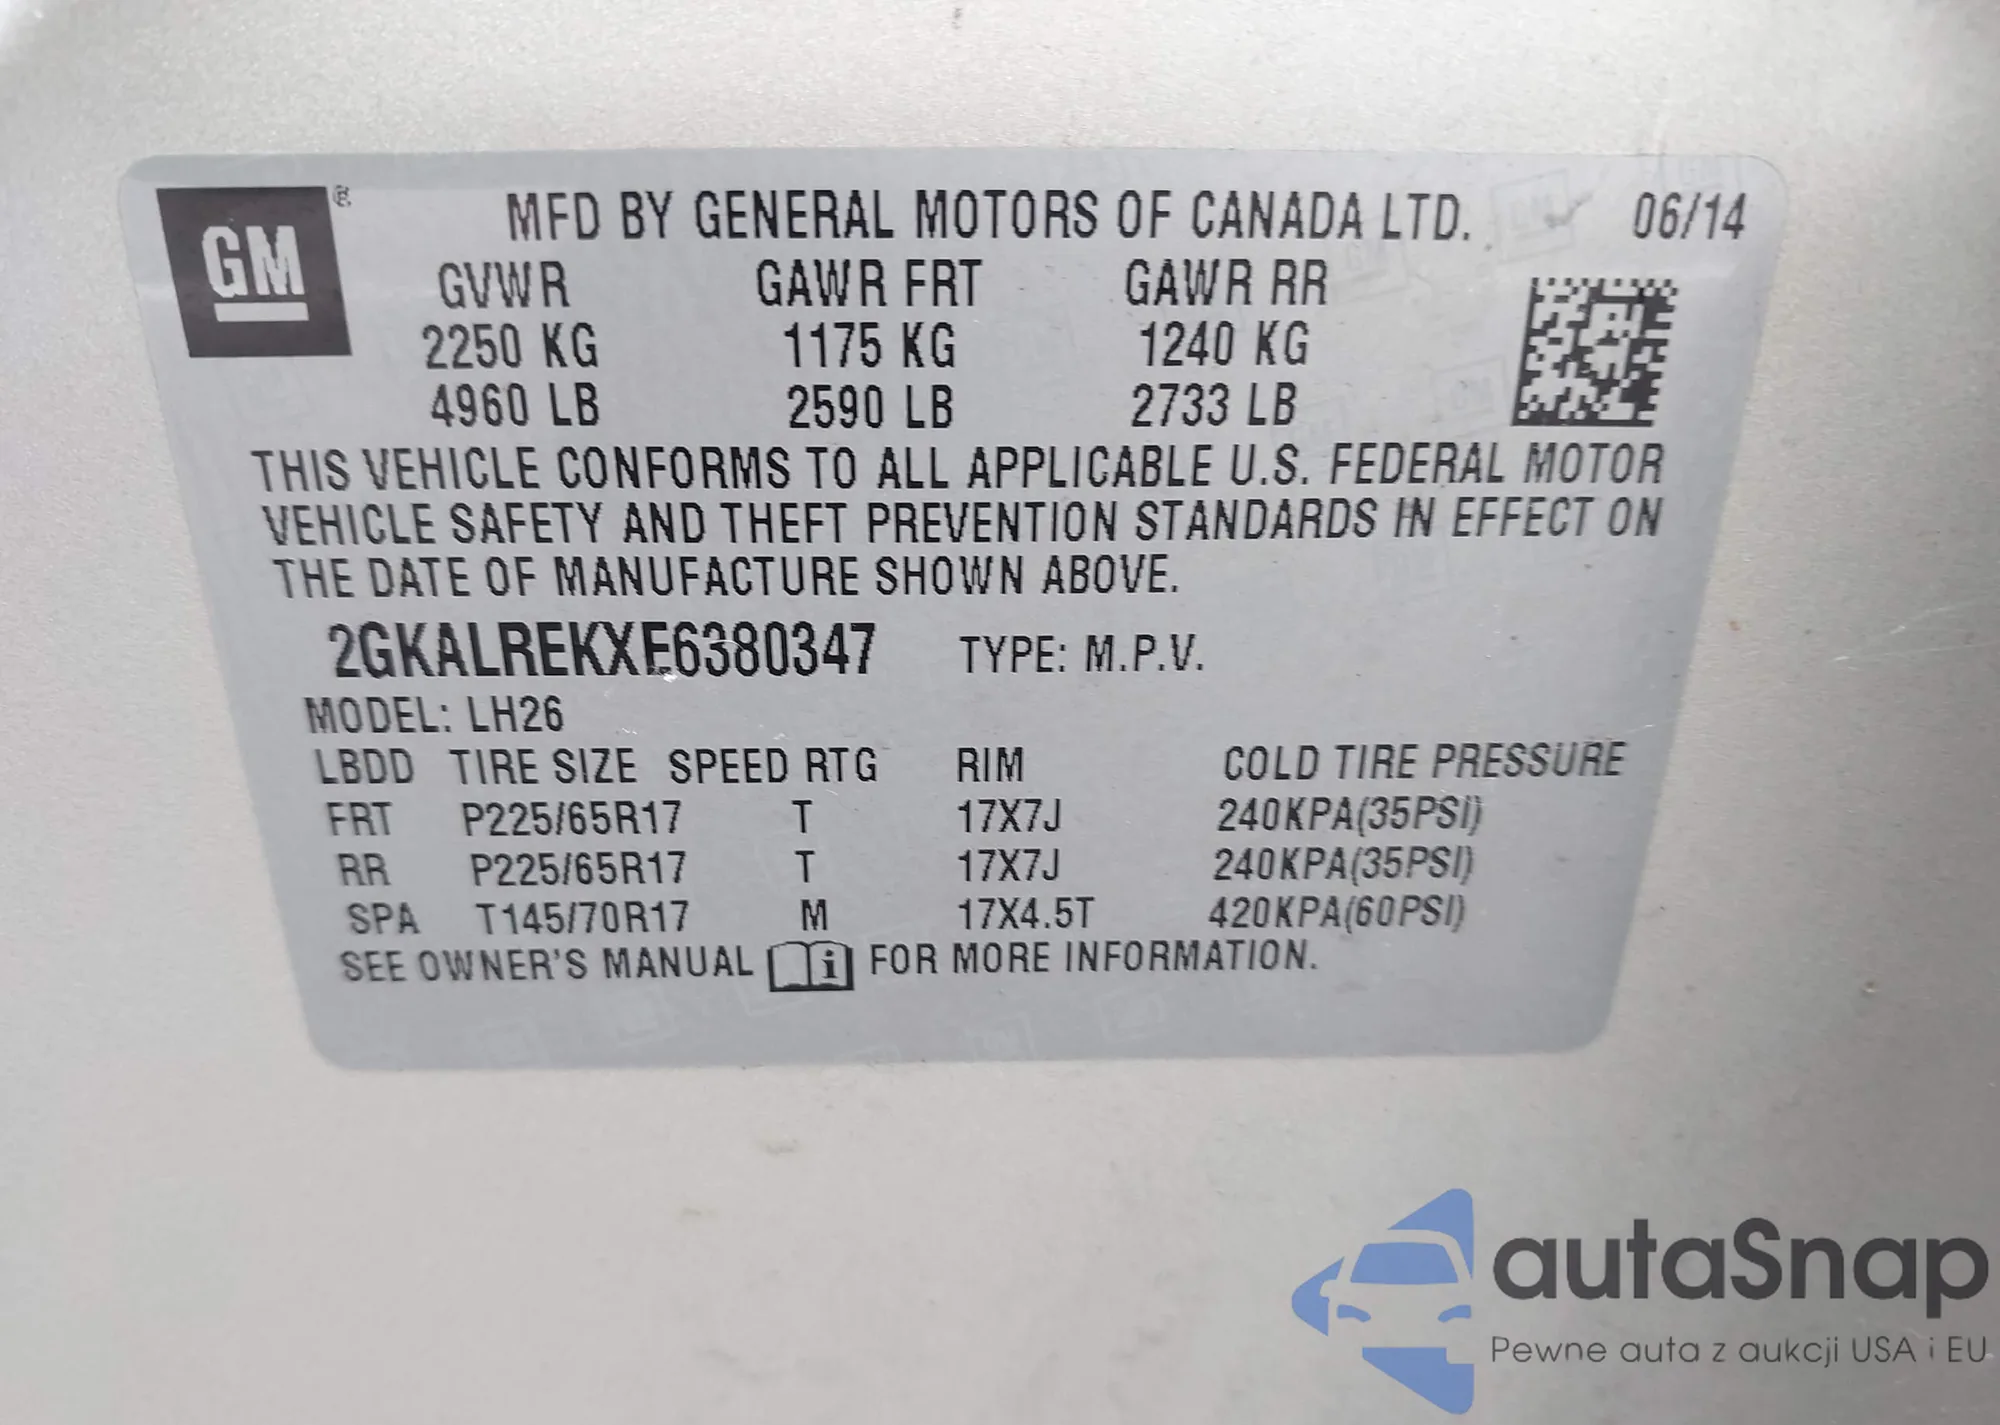 GM ®
MFD BY GENERAL MOTORS OF CANADA LTD. 06/14
GVWR GAWR FRT GAWR RR
2250 KG 1175 KG 1240 KG
4960 LB 2590 LB 2733 LB
THIS VEHICLE CONFORMS TO ALL APPLICABLE U.S. FEDERAL MOTOR
VEHICLE SAFETY AND THEFT PREVENTION STANDARDS IN EFFECT ON
THE DATE OF MANUFACTURE SHOWN ABOVE.
2GKALREKXE6380347 TYPE: M.P.V.
MODEL: LH26
LBDD TIRE SIZE SPEED RTG RIM COLD TIRE PRESSURE
FRT P225/65R17 T 17X7J 240KPA(35PSI)
RR P225/65R17 T 17X7J 240KPA(35PSI)
SPA T145/70R17 M 17X4.5T 420KPA(60PSI)
SEE OWNER'S MANUAL i FOR MORE INFORMATION.
autaSnap
Pewne auta z aukcji USA i EU